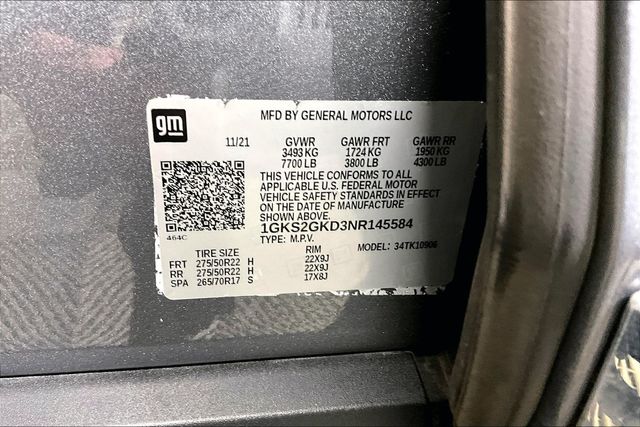 gm
MFD BY GENERAL MOTORS LLC
11/21 GVWR GAWR FRT GAWR RR
3493 KG 1724 KG 1950 KG
7700 LB 3800 LB 4300 LB
THIS VEHICLE CONFORMS TO ALL
APPLICABLE U.S. FEDERAL MOTOR
VEHICLE SAFETY STANDARDS IN EFFECT
ON THE DATE OF MANUFACTURE
SHOWN ABOVE.
1GKS2GKD3NR145584
TYPE: M.P.V. MODEL: 34TK10906
464C
TIRE SIZE RIM
FRT 275/50R22 H 22X9J
RR 275/50R22 H 22X9J
SPA 265/70R17 S 17X8J